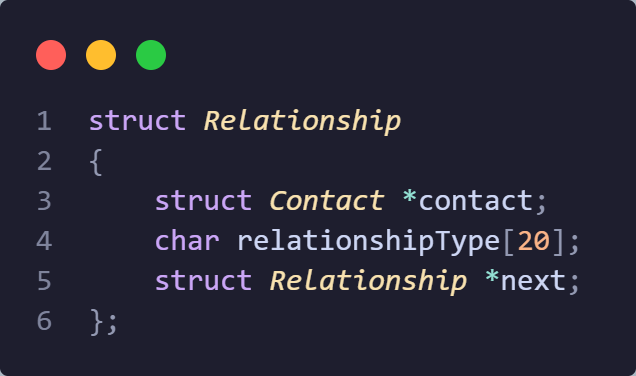 1 struct Relationship
2 {
3     struct Contact *contact;
4     char relationshipType[20];
5     struct Relationship *next;
6 };